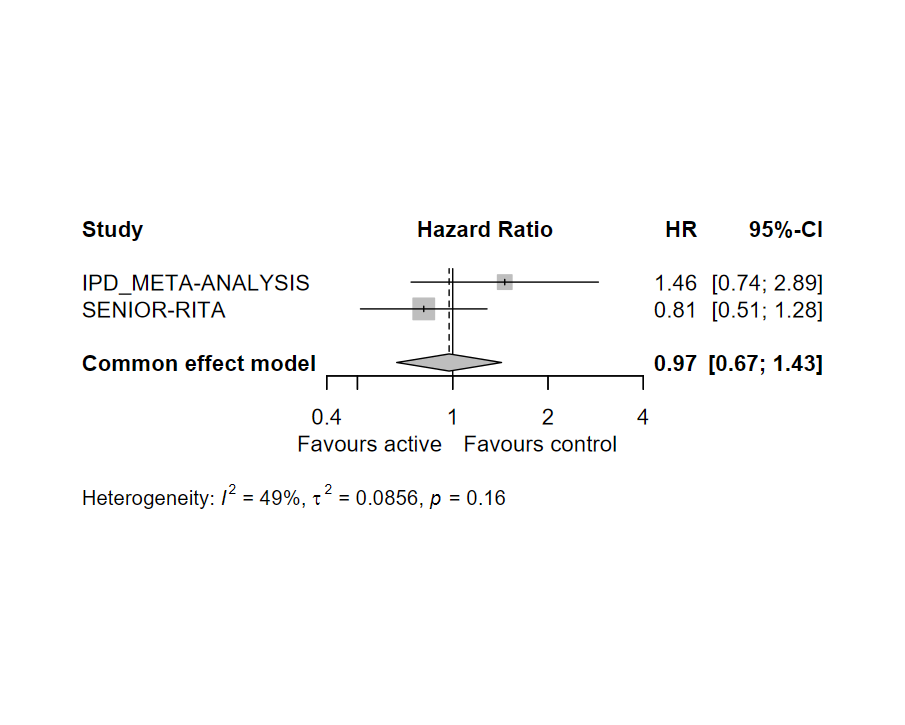 Study Hazard Ratio HR 95%-CI
IPD_META-ANALYSIS 1.46 [0.74; 2.89]
SENIOR-RITA 0.81 [0.51; 1.28]
Common effect model 0.97 [0.67; 1.43]
0.4 1 2 4
Favours active Favours control
Heterogeneity: I² = 49%, τ² = 0.0856, p = 0.16